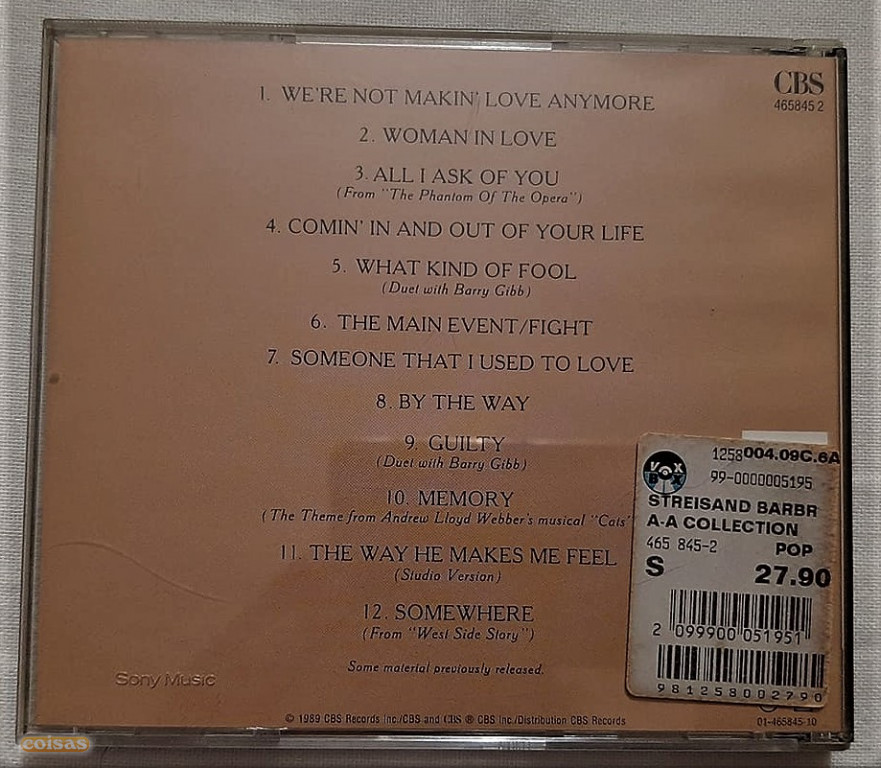 1. WE'RE NOT MAKIN' LOVE ANYMORE
CBS
465845 2
2. WOMAN IN LOVE
3. ALL I ASK OF YOU
(From "The Phantom Of The Opera")
4. COMIN' IN AND OUT OF YOUR LIFE
5. WHAT KIND OF FOOL
(Duet with Barry Gibb)
6. THE MAIN EVENT/FIGHT
7. SOMEONE THAT I USED TO LOVE
8. BY THE WAY
9. GUILTY
(Duet with Barry Gibb)
10. MEMORY
(The Theme from Andrew Lloyd Webber's musical "Cats"
11. THE WAY HE MAKES ME FEEL
(Studio Version)
12. SOMEWHERE
(From "West Side Story")
Some material previously released.
Sony Music
© 1989 CBS Records Inc./CBS and CBS ® CBS Inc./Distribution CBS Records
01-465845-10
VOX
BOX
1258004.09C.6A
99-0000005195
STREISAND BARBR
A-A COLLECTION
465 845-2 POP
S 27.90
2 099900 051951
981258002790
coisas